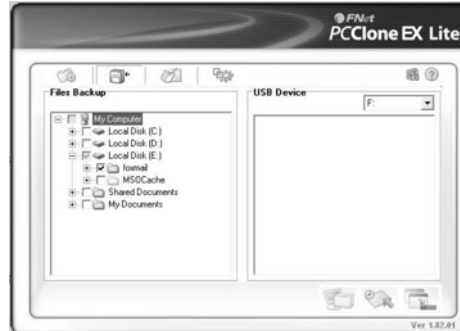 FNet
PCClone EX Lite
Files Backup
USB Device
F:
My Computer
Local Disk (C:)
Local Disk (D:)
Local Disk (E:)
foxmail
MSOCache
Shared Documents
My Documents
Ver 1.82.01